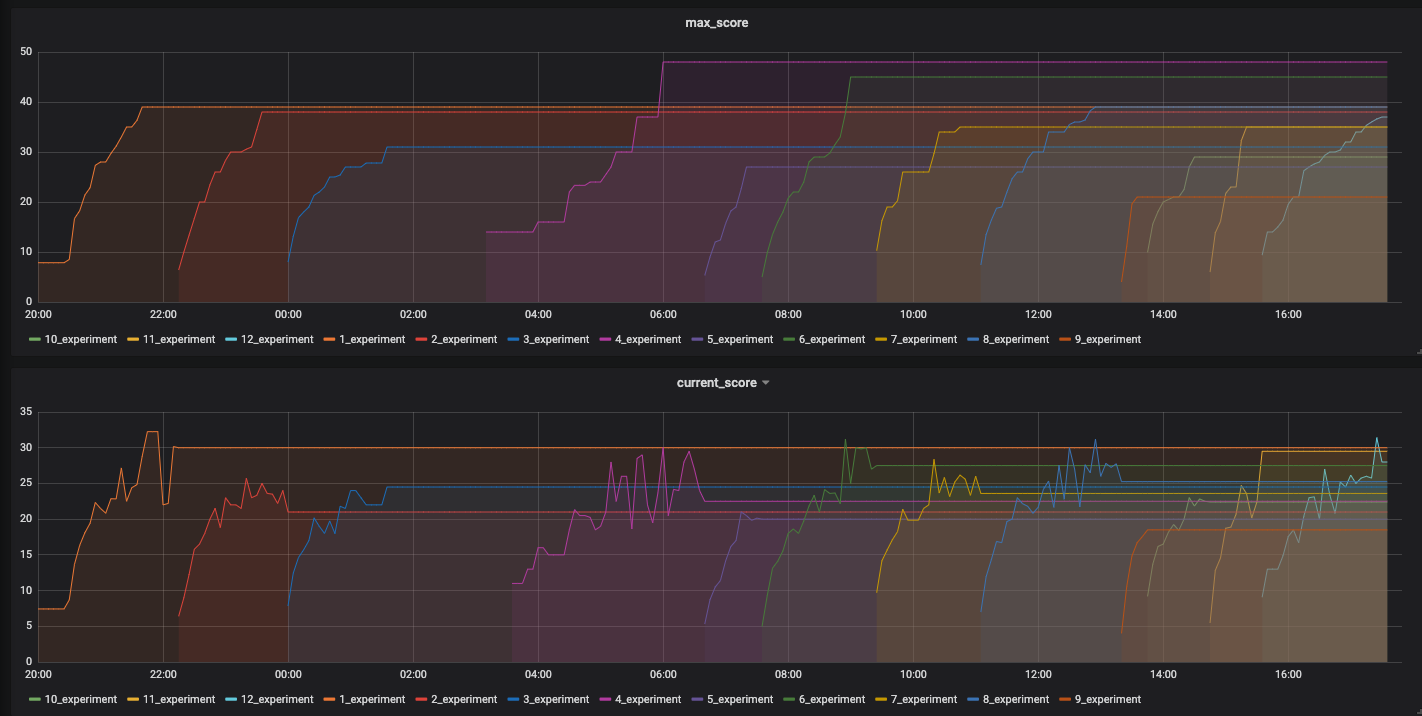 max_score
50
40
30
20
10
0
20:00 22:00 00:00 02:00 04:00 06:00 08:00 10:00 12:00 14:00 16:00
10_experiment 11_experiment 12_experiment 1_experiment 2_experiment 3_experiment 4_experiment 5_experiment 6_experiment 7_experiment 8_experiment 9_experiment
current_score
35
30
25
20
15
10
5
0
20:00 22:00 00:00 02:00 04:00 06:00 08:00 10:00 12:00 14:00 16:00
10_experiment 11_experiment 12_experiment 1_experiment 2_experiment 3_experiment 4_experiment 5_experiment 6_experiment 7_experiment 8_experiment 9_experiment